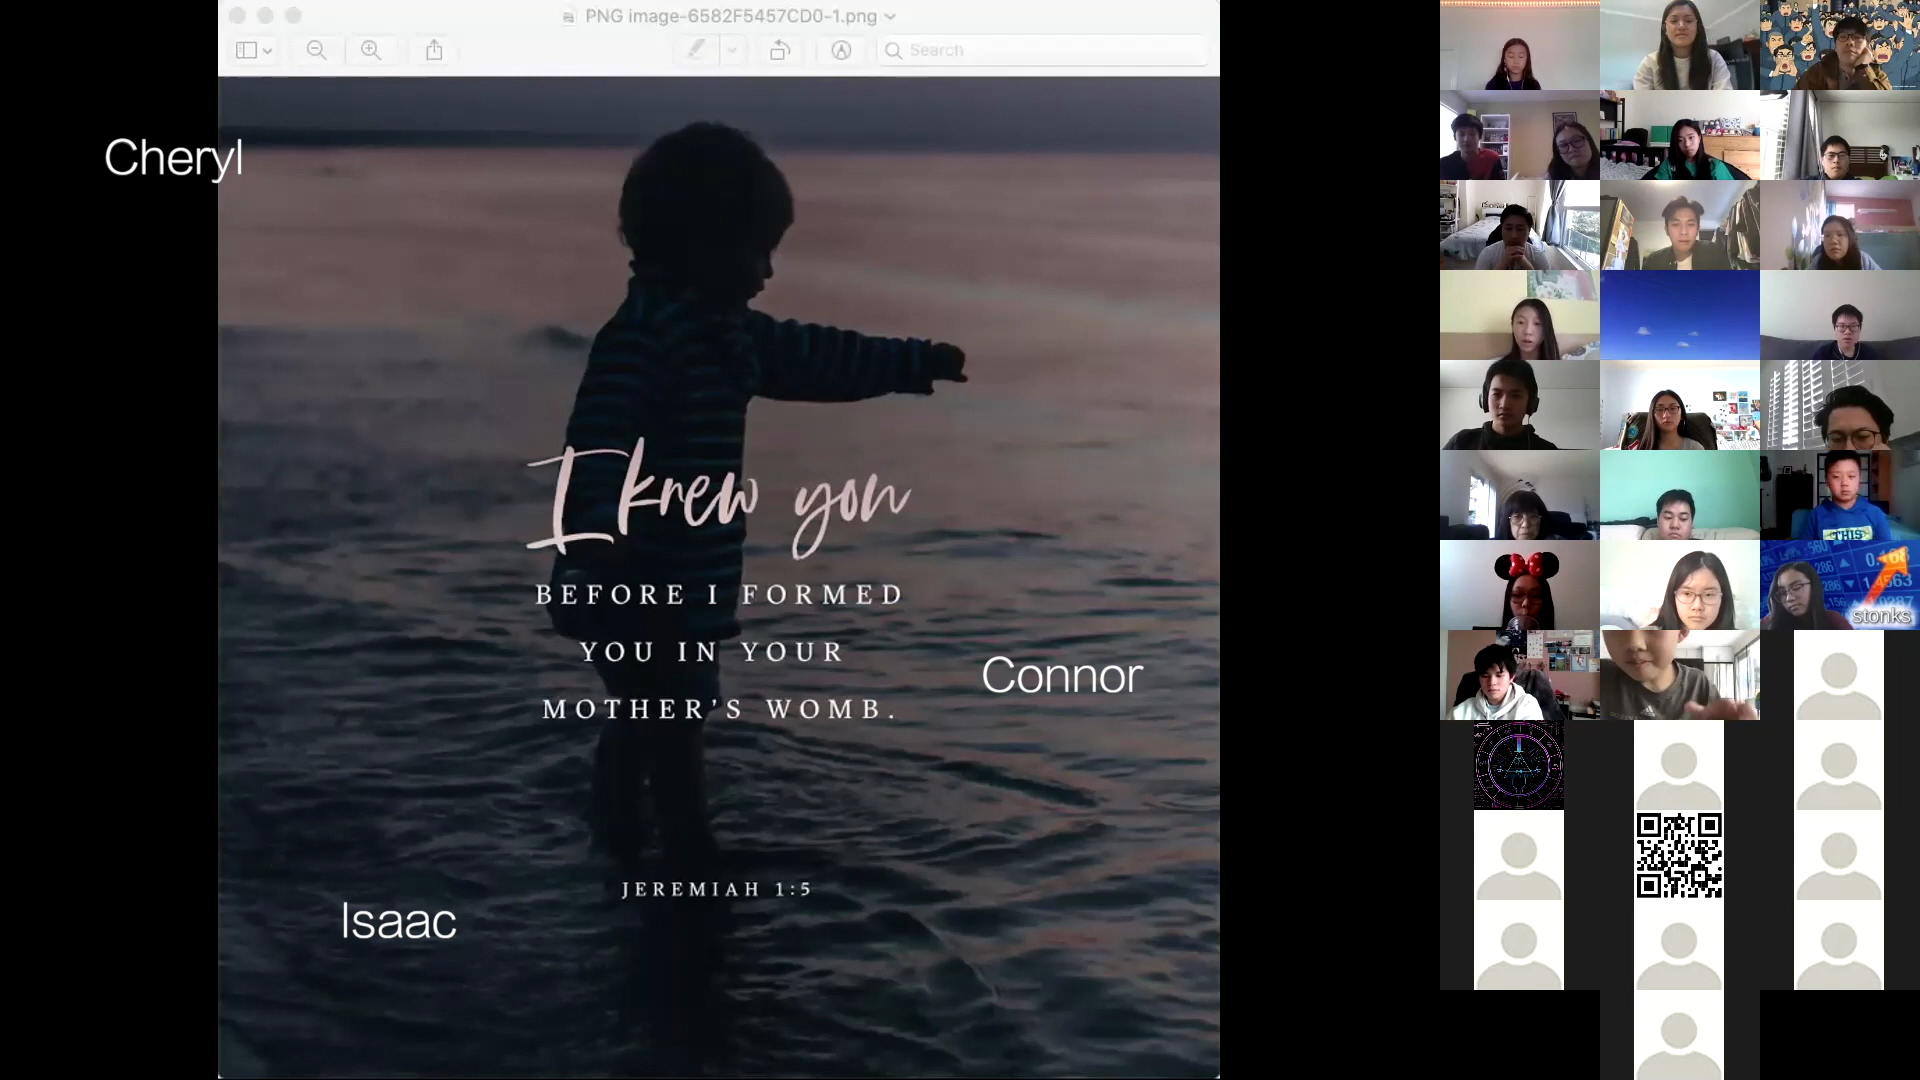 PNG image-6582F5457CD0-1.png
Search
Cheryl
I knew you
BEFORE I FORMED
YOU IN YOUR
MOTHER'S WOMB.
Connor
JEREMIAH 1:5
Isaac
THIS
stonks